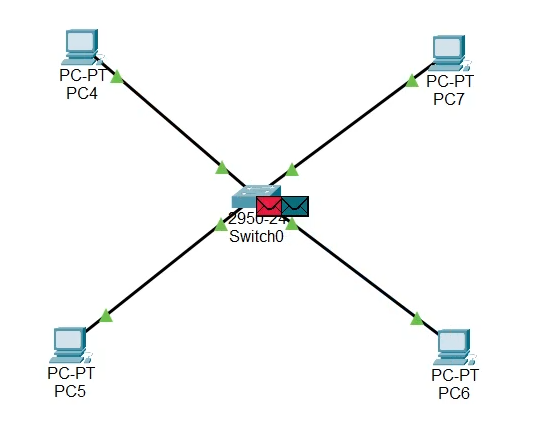 PC-PT
PC4
PC-PT
PC7
2950-24
Switch0
PC-PT
PC5
PC-PT
PC6